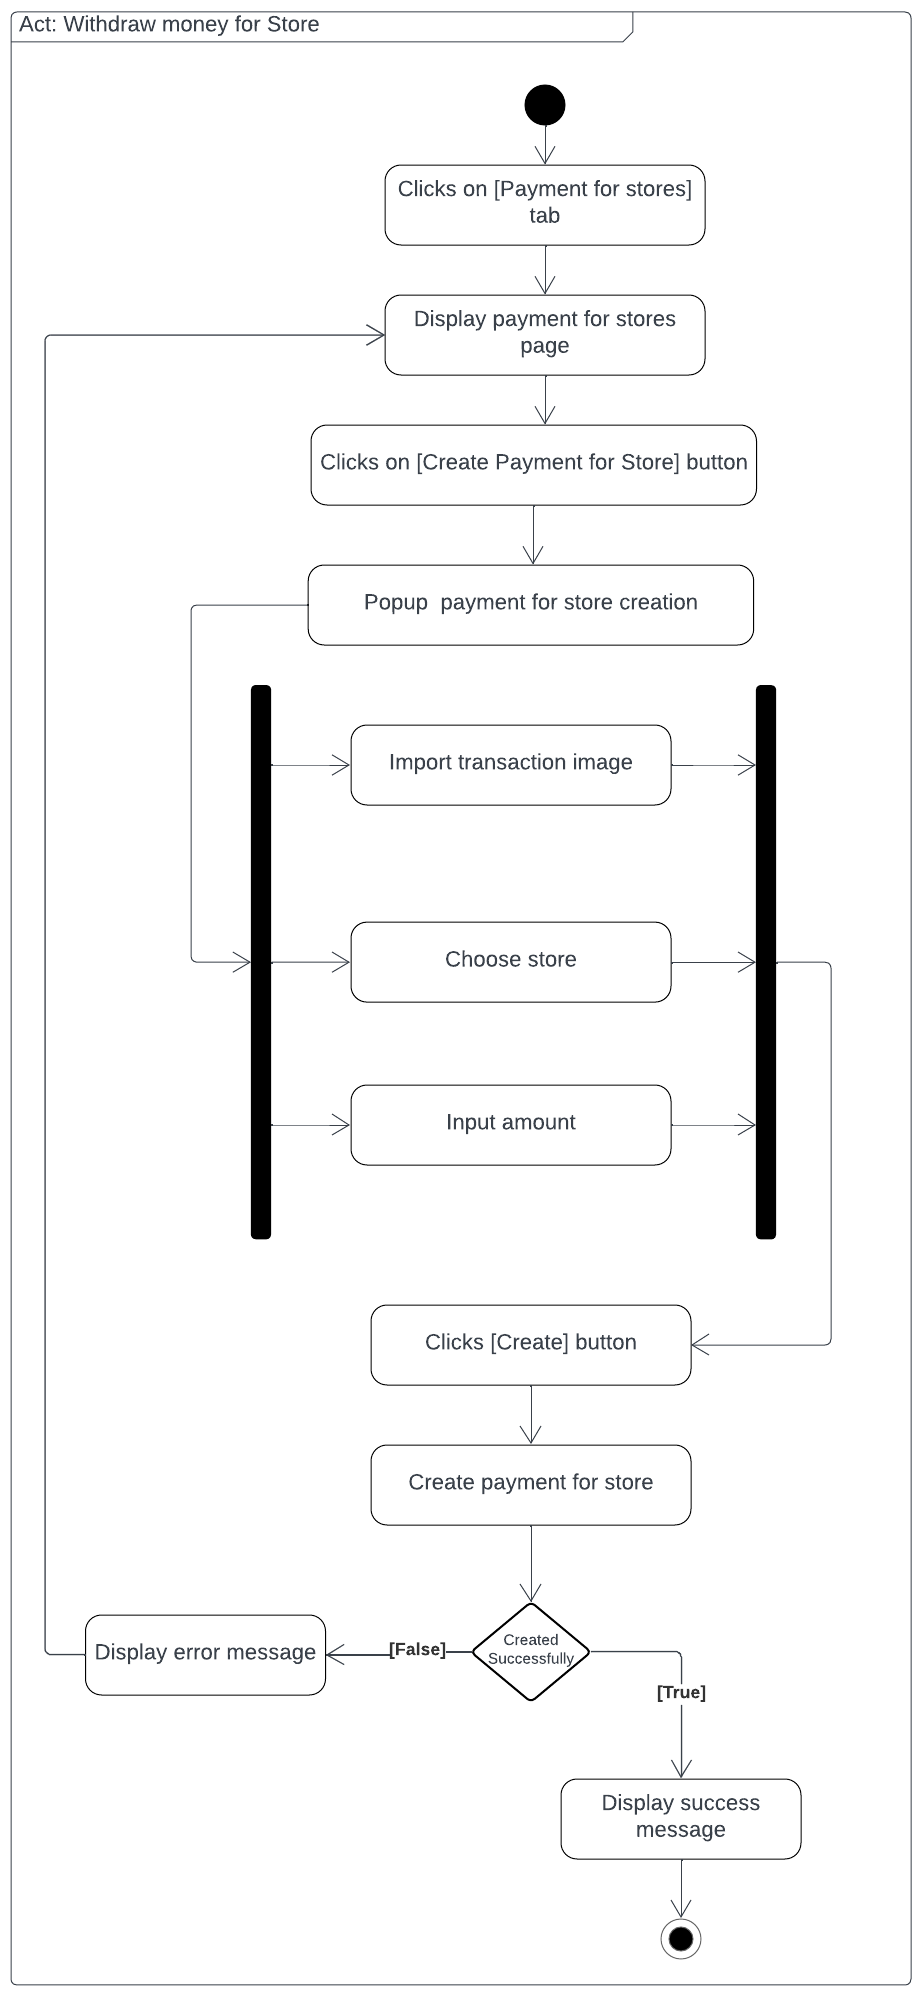 Act: Withdraw money for Store
Clicks on [Payment for stores]
tab
Display payment for stores
page
Clicks on [Create Payment for Store] button
Popup  payment for store creation
Import transaction image
Choose store
Input amount
Clicks [Create] button
Create payment for store
Created
Successfully
[False]
Display error message
[True]
Display success
message